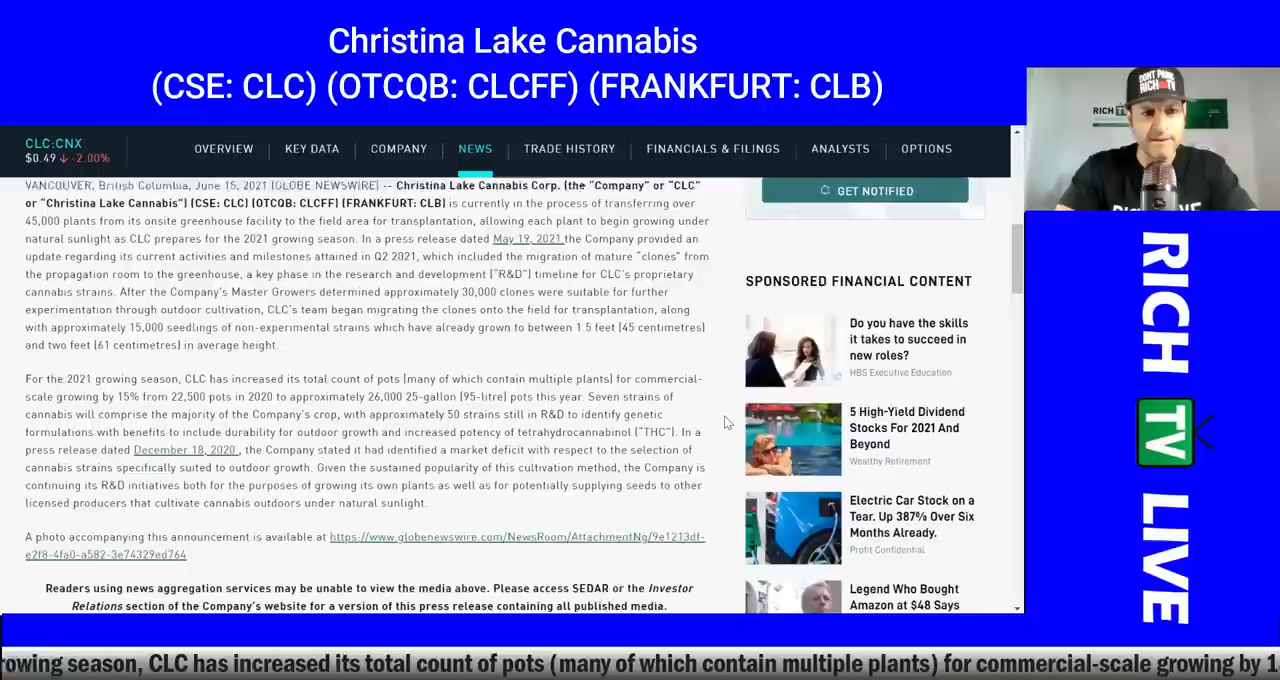 Christina Lake Cannabis
(CSE: CLC) (OTCQB: CLCFF) (FRANKFURT: CLB)
CLC:CNX
$0.49 ↓ -2.00%
OVERVIEW
KEY DATA
COMPANY
NEWS
TRADE HISTORY
FINANCIALS & FILINGS
ANALYSTS
OPTIONS
VANCOUVER, British Columbia, June 15, 2021 (GLOBE NEWSWIRE) -- Christina Lake Cannabis Corp. (the “Company” or “CLC”
or “Christina Lake Cannabis”) (CSE: CLC) (OTCQB: CLCFF) (FRANKFURT: CLB) is currently in the process of transferring over
45,000 plants from its onsite greenhouse facility to the field area for transplantation, allowing each plant to begin growing under
natural sunlight as CLC prepares for the 2021 growing season. In a press release dated May 19, 2021 the Company provided an
update regarding its current activities and milestones attained in Q2 2021, which included the migration of mature “clones” from
the propagation room to the greenhouse, a key phase in the research and development (“R&D”) timeline for CLC’s proprietary
cannabis strains. After the Company’s Master Growers determined approximately 30,000 clones were suitable for further
experimentation through outdoor cultivation, CLC’s team began migrating the clones onto the field for transplantation, along
with approximately 15,000 seedlings of non-experimental strains which have already grown to between 1.5 feet (45 centimetres)
and two feet (61 centimetres) in average height.
For the 2021 growing season, CLC has increased its total count of pots (many of which contain multiple plants) for commercial-
scale growing by 15% from 22,500 pots in 2020 to approximately 26,000 25-gallon (95-litre) pots this year. Seven strains of
cannabis will comprise the majority of the Company’s crop, with approximately 50 strains still in R&D to identify genetic
formulations with benefits to include durability for outdoor growth and increased potency of tetrahydrocannabinol (“THC”). In a
press release dated December 18, 2020 , the Company stated it had identified a market deficit with respect to the selection of
cannabis strains specifically suited to outdoor growth. Given the sustained popularity of this cultivation method, the Company is
continuing its R&D initiatives both for the purposes of growing its own plants as well as for potentially supplying seeds to other
licensed producers that cultivate cannabis outdoors under natural sunlight.
A photo accompanying this announcement is available at https://www.globenewswire.com/NewsRoom/AttachmentNg/9e1213df-
e2f8-4fa0-a582-3e74329ed764
Readers using news aggregation services may be unable to view the media above. Please access SEDAR or the Investor
Relations section of the Company’s website for a version of this press release containing all published media.
GET NOTIFIED
SPONSORED FINANCIAL CONTENT
Do you have the skills
it takes to succeed in
new roles?
HBS Executive Education
5 High-Yield Dividend
Stocks For 2021 And
Beyond
Wealthy Retirement
Electric Car Stock on a
Tear. Up 387% Over Six
Months Already.
Profit Confidential
Legend Who Bought
Amazon at $48 Says
DON'T PANIC
RICH TV
RICH TV
RICH TV LIVE
rowing season, CLC has increased its total count of pots (many of which contain multiple plants) for commercial-scale growing by 1